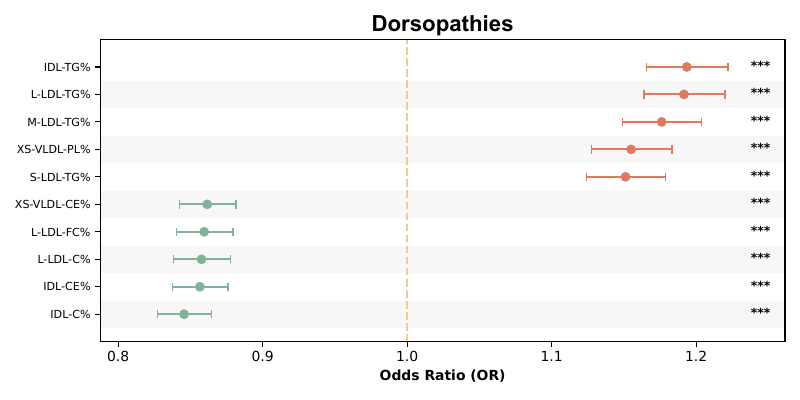 Dorsopathies
IDL-TG% ***
L-LDL-TG% ***
M-LDL-TG% ***
XS-VLDL-PL% ***
S-LDL-TG% ***
XS-VLDL-CE% ***
L-LDL-FC% ***
L-LDL-C% ***
IDL-CE% ***
IDL-C% ***
0.8 0.9 1.0 1.1 1.2
Odds Ratio (OR)